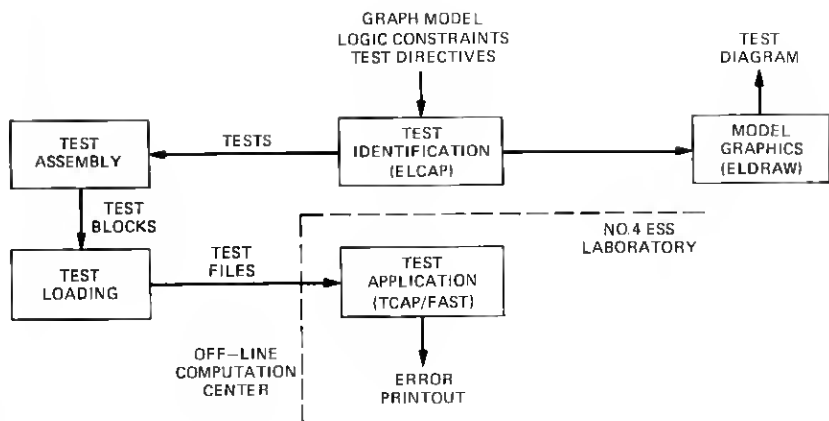 GRAPH MODEL
LOGIC CONSTRAINTS
TEST DIRECTIVES
TEST
DIAGRAM
TEST
ASSEMBLY
TESTS
TEST
IDENTIFICATION
(ELCAP)
MODEL
GRAPHICS
(ELDRAW)
TEST
BLOCKS
NO.4 ESS
LABORATORY
TEST
LOADING
TEST
FILES
TEST
APPLICATION
(TCAP/FAST)
OFF-LINE
COMPUTATION
CENTER
ERROR
PRINTOUT